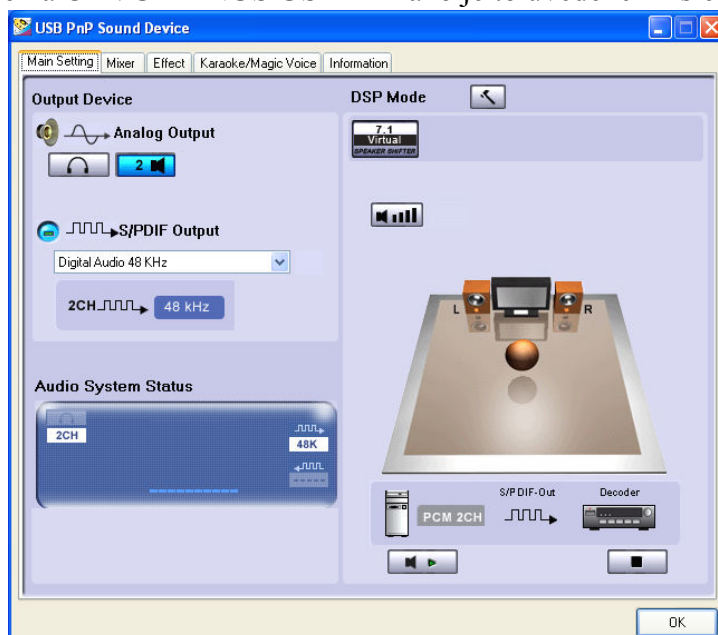 USB PnP Sound Device
Main Setting Mixer Effect Karaoke/Magic Voice Information
Output Device
Analog Output
2
S/PDIF Output
Digital Audio 48 KHz
2CH 48 kHz
Audio System Status
2CH
48K
-----
DSP Mode
7.1
Virtual
SPEAKER SHIFTER
L R
S/PDIF-Out Decoder
PCM 2CH
OK